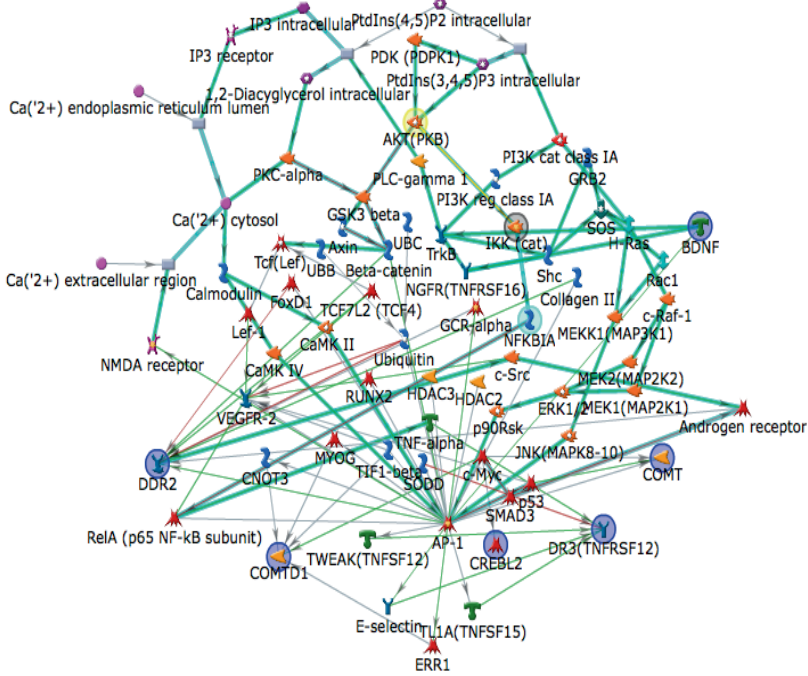 IP3 intracellular
PtdIns(4,5)P2 intracellular
IP3 receptor
PDK (PDPK1)
PtdIns(3,4,5)P3 intracellular
1,2-Diacyglycerol intracellular
Ca('2+) endoplasmic reticulum lumen
AKT(PKB)
PI3K cat class IA
PKC-alpha
PLC-gamma 1
GRB2
PI3K reg class IA
Ca('2+) cytosol
GSK3 beta
SOS
UBC
TrkB
IKK (cat)
H-Ras
BDNF
Tcf(Lef)
Axin
UBB
Beta-catenin
Shc
Rac1
Ca('2+) extracellular region
Calmodulin
FoxD1
NGFR(TNFRSF16)
Collagen II
TCF7L2 (TCF4)
c-Raf-1
Lef-1
GCR-alpha
NFKBIA
MEKK1(MAP3K1)
CaMK II
Ubiquitin
NMDA receptor
CaMK IV
c-Src
MEK2(MAP2K2)
RUNX2
HDAC3
HDAC2
ERK1/2
MEK1(MAP2K1)
VEGFR-2
p90Rsk
Androgen receptor
TNF-alpha
JNK(MAPK8-10)
MYOG
TIF1-beta
c-Myc
COMT
DDR2
CNOT3
SODD
p53
SMAD3
RelA (p65 NF-kB subunit)
AP-1
TWEAK(TNFSF12)
CREBL2
DR3(TNFRSF12)
COMTD1
E-selectin
TL1A(TNFSF15)
ERR1